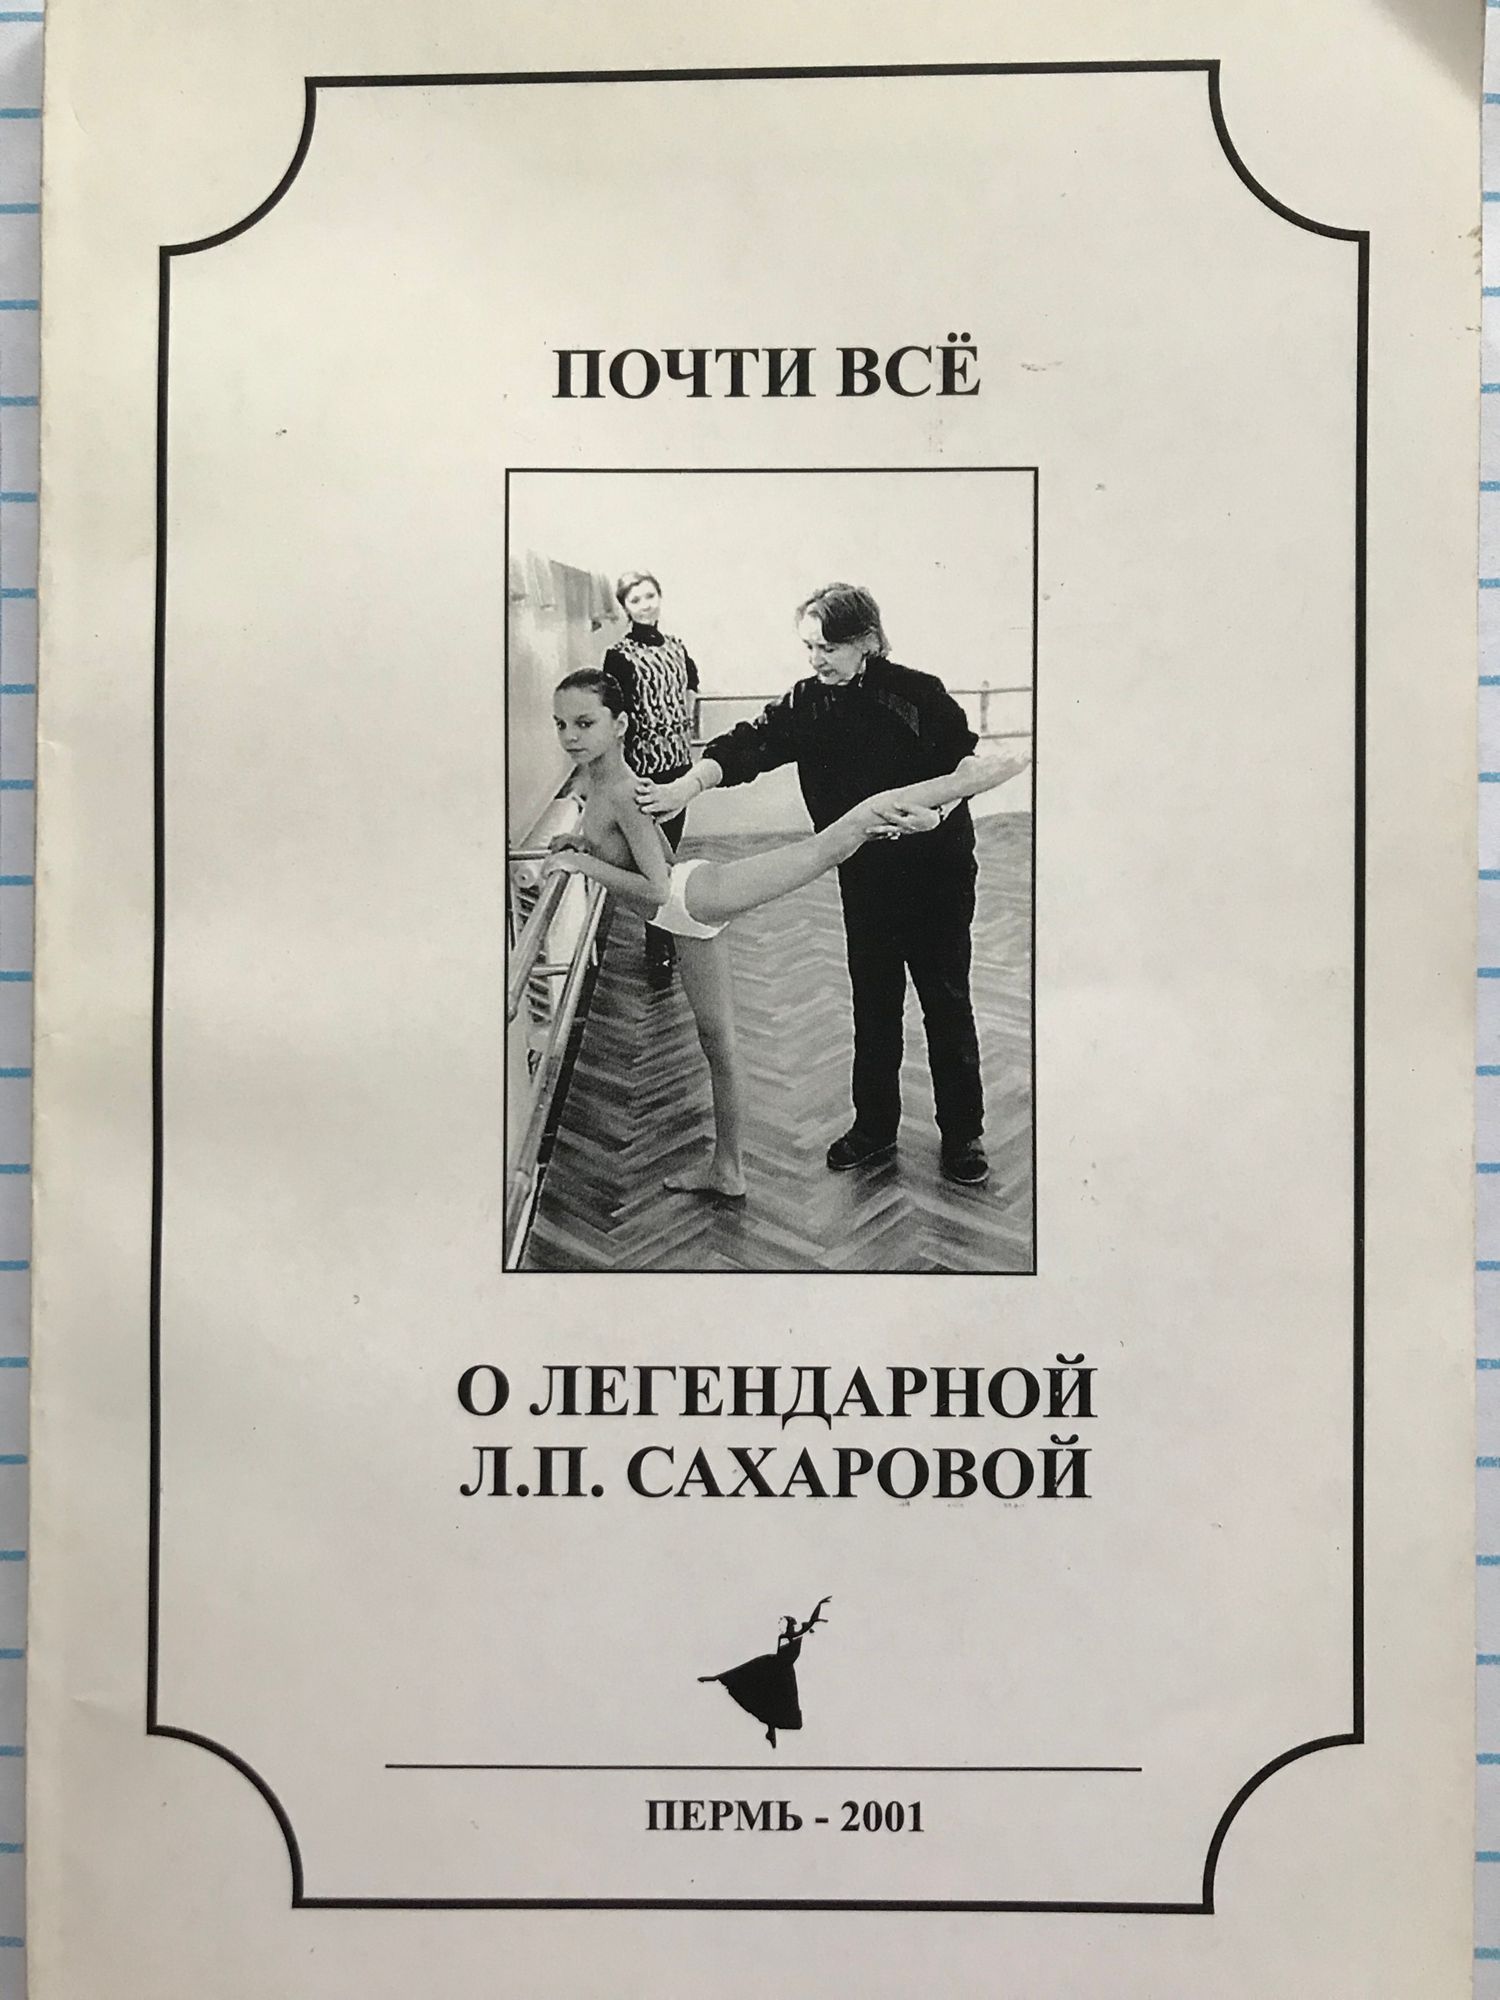 ПОЧТИ ВСЁ
О ЛЕГЕНДАРНОЙ
Л.П. САХАРОВОЙ
ПЕРМЬ - 2001